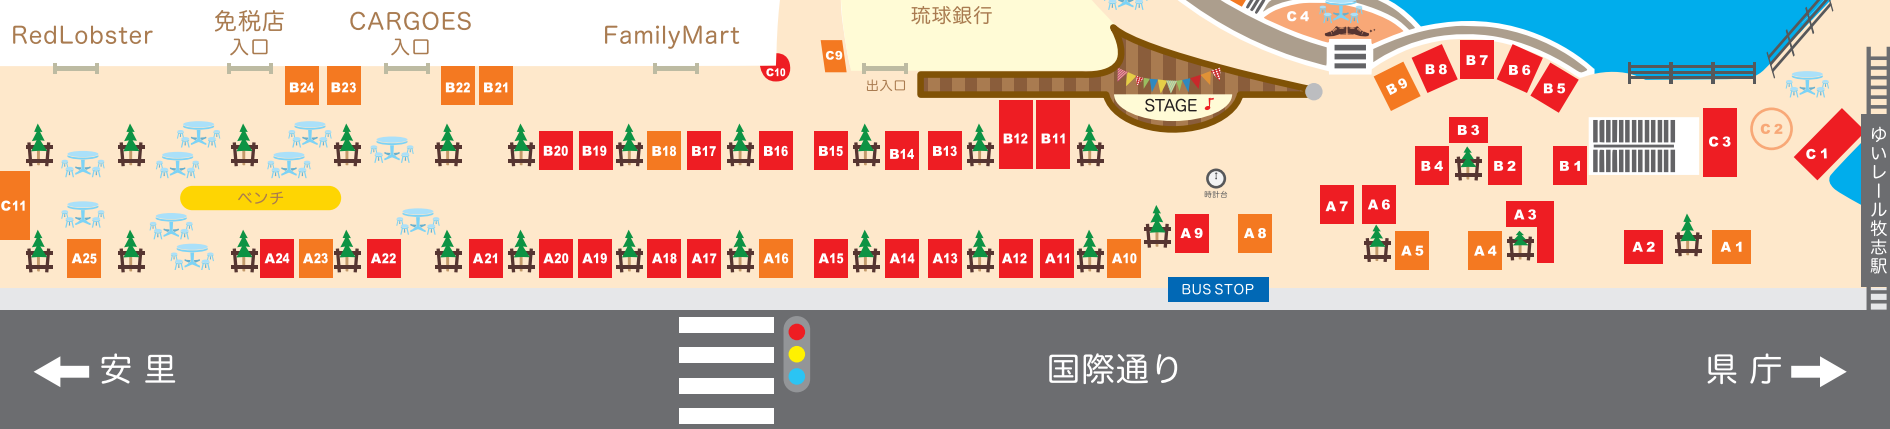 RedLobster
免税店
入口
CARGOES
入口
FamilyMart
琉球銀行
C4
C10
C9
出入口
STAGE
B24
B23
B22
B21
B9
B8
B7
B6
B5
B20
B19
B18
B17
B16
B15
B14
B13
B12
B11
B3
B4
B2
B1
C3
C2
C1
ゆいレール牧志駅
時計台
C11
ベンチ
A7
A6
A3
A25
A24
A23
A22
A21
A20
A19
A18
A17
A16
A15
A14
A13
A12
A11
A10
A9
A8
A5
A4
A2
A1
BUS STOP
安里
国際通り
県庁